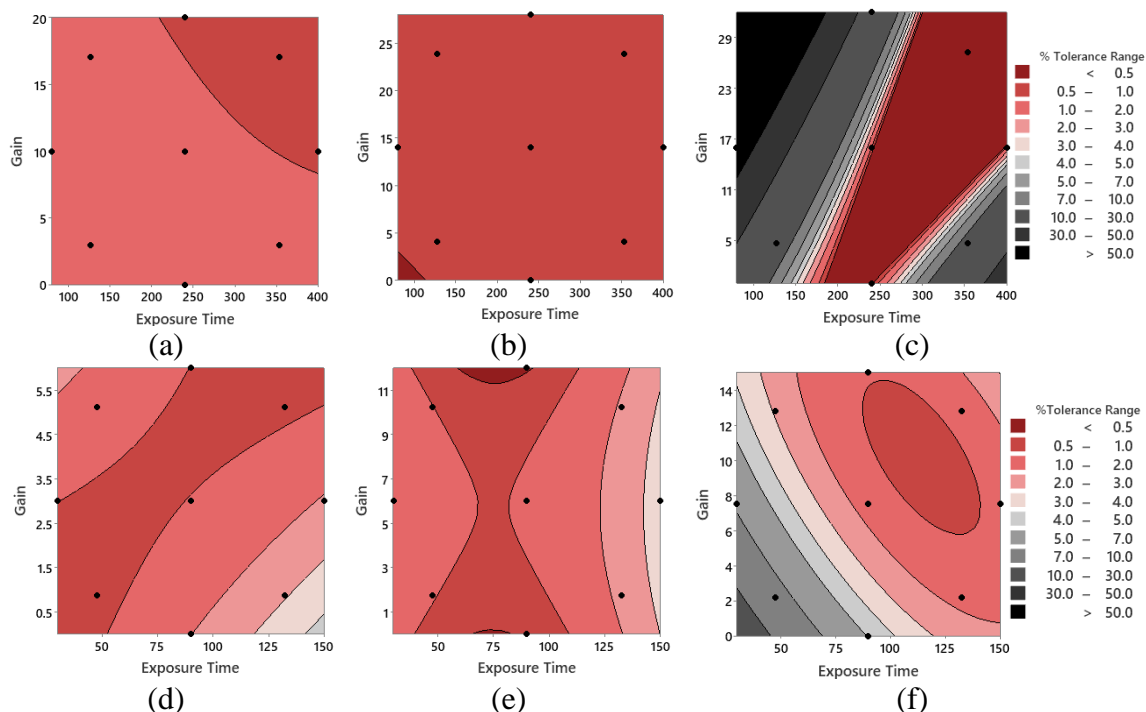 20
15
10
5
0
Gain
100 150 200 250 300 350 400
Exposure Time
(a)
25
20
15
10
5
0
Gain
100 150 200 250 300 350 400
Exposure Time
(b)
29
23
17
11
5
Gain
100 150 200 250 300 350 400
Exposure Time
(c)
% Tolerance Range
< 0.5
0.5 – 1.0
1.0 – 2.0
2.0 – 3.0
3.0 – 4.0
4.0 – 5.0
5.0 – 7.0
7.0 – 10.0
10.0 – 30.0
30.0 – 50.0
> 50.0
5.5
4.5
3.5
2.5
1.5
0.5
Gain
50 75 100 125 150
Exposure Time
(d)
11
9
7
5
3
1
Gain
50 75 100 125 150
Exposure Time
(e)
14
12
10
8
6
4
2
0
Gain
50 75 100 125 150
Exposure Time
(f)
%Tolerance Range
< 0.5
0.5 – 1.0
1.0 – 2.0
2.0 – 3.0
3.0 – 4.0
4.0 – 5.0
5.0 – 7.0
7.0 – 10.0
10.0 – 30.0
30.0 – 50.0
> 50.0